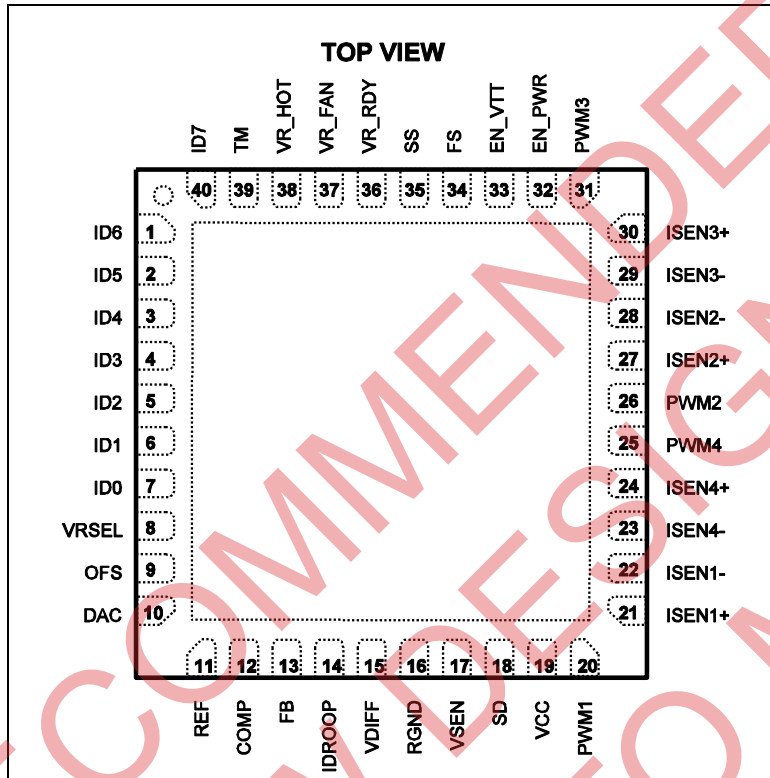 TOP VIEW
ID7 TM VR_HOT VR_FAN VR_RDY SS FS EN_VTT EN_PWR PWM3
40 39 38 37 36 35 34 33 32 31
ID6 1 30 ISEN3+
ID5 2 29 ISEN3-
ID4 3 28 ISEN2-
ID3 4 27 ISEN2+
ID2 5 26 PWM2
ID1 6 25 PWM4
ID0 7 24 ISEN4+
VRSEL 8 23 ISEN4-
OFS 9 22 ISEN1-
DAC 10 21 ISEN1+
11 12 13 14 15 16 17 18 19 20
REF COMP FB IDROOP VDIFF RGND VSEN SD VCC PWM1